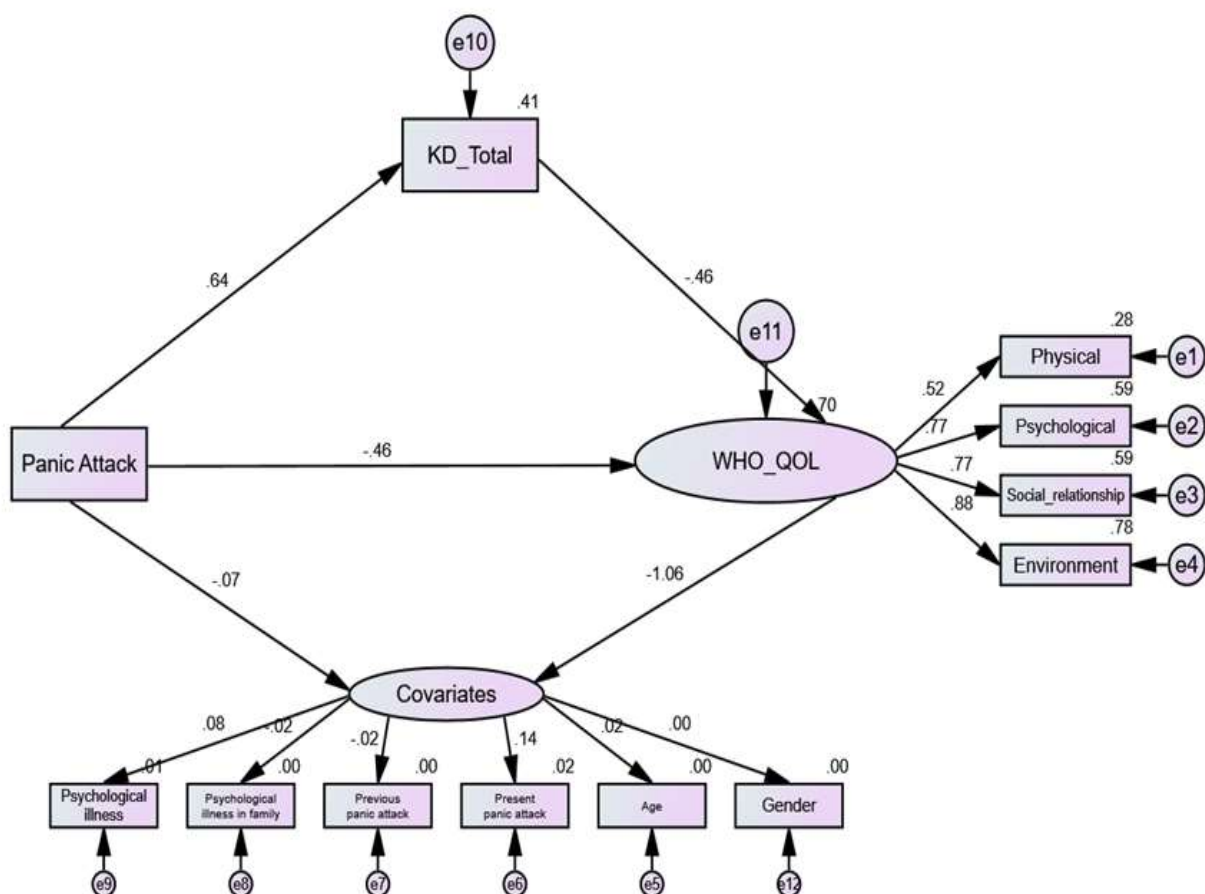 e10
.41
KD_Total
.64
-.46
e11
.28
Physical
e1
.52
.59
70
Psychological
e2
.77
Panic Attack
-.46
WHO_QOL
.59
.77
Social_relationship
e3
.88
.78
Environment
e4
-.07
-1.06
Covariates
.08
-.02
-.02
.14
.02
.00
.01
.00
.00
.02
.00
.00
Psychological
illness
Psychological
illness in family
Previous
panic attack
Present
panic attack
Age
Gender
e9
e8
e7
e6
e5
e12